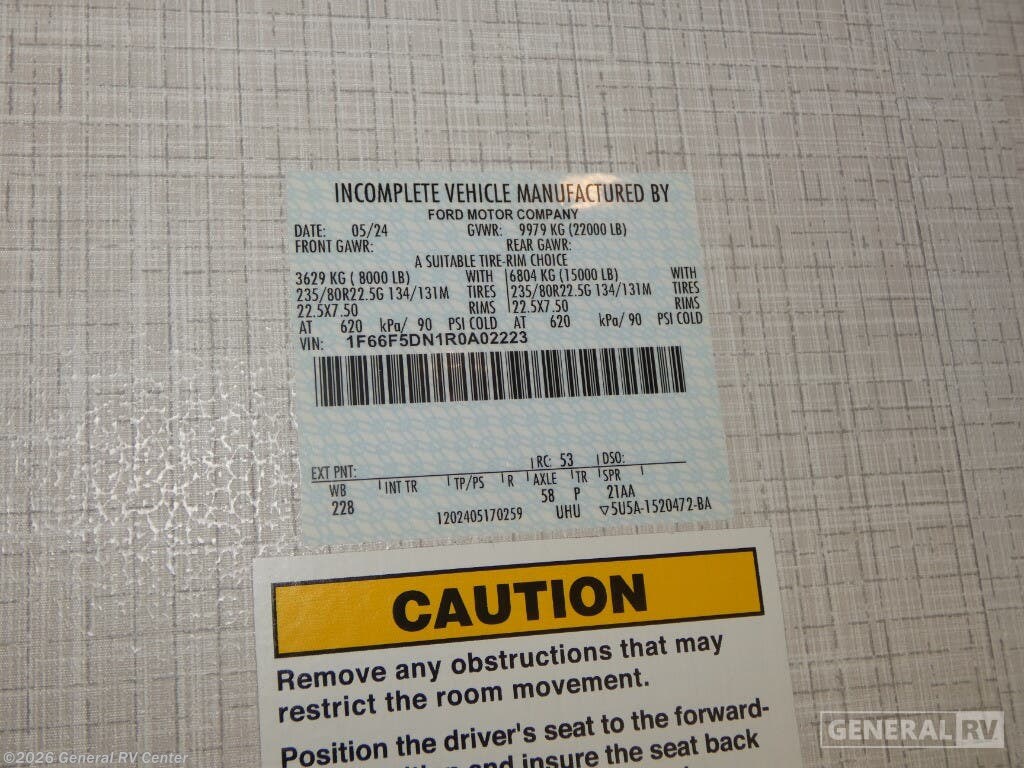 INCOMPLETE VEHICLE MANUFACTURED BY
FORD MOTOR COMPANY
DATE: 05/24 GVWR: 9979 KG (22000 LB)
FRONT GAWR: REAR GAWR:
A SUITABLE TIRE-RIM CHOICE
3629 KG ( 8000 LB) WITH 6804 KG (15000 LB) WITH
235/80R22.5G 134/131M TIRES 235/80R22.5G 134/131M TIRES
22.5X7.50 RIMS 22.5X7.50 RIMS
AT 620 kPa/ 90 PSI COLD AT 620 kPa/ 90 PSI COLD
VIN: 1F66F5DN1R0A02223
EXT PNT: RC: 53 DSO:
WB INT TR TP/PS R AXLE TR SPR
228 58 P 21AA
1202405170259 UHU ▽5U5A-1520472-BA
CAUTION
Remove any obstructions that may
restrict the room movement.
Position the driver's seat to the forward-
and insure the seat back
GENERAL RV
©2026 General RV Center